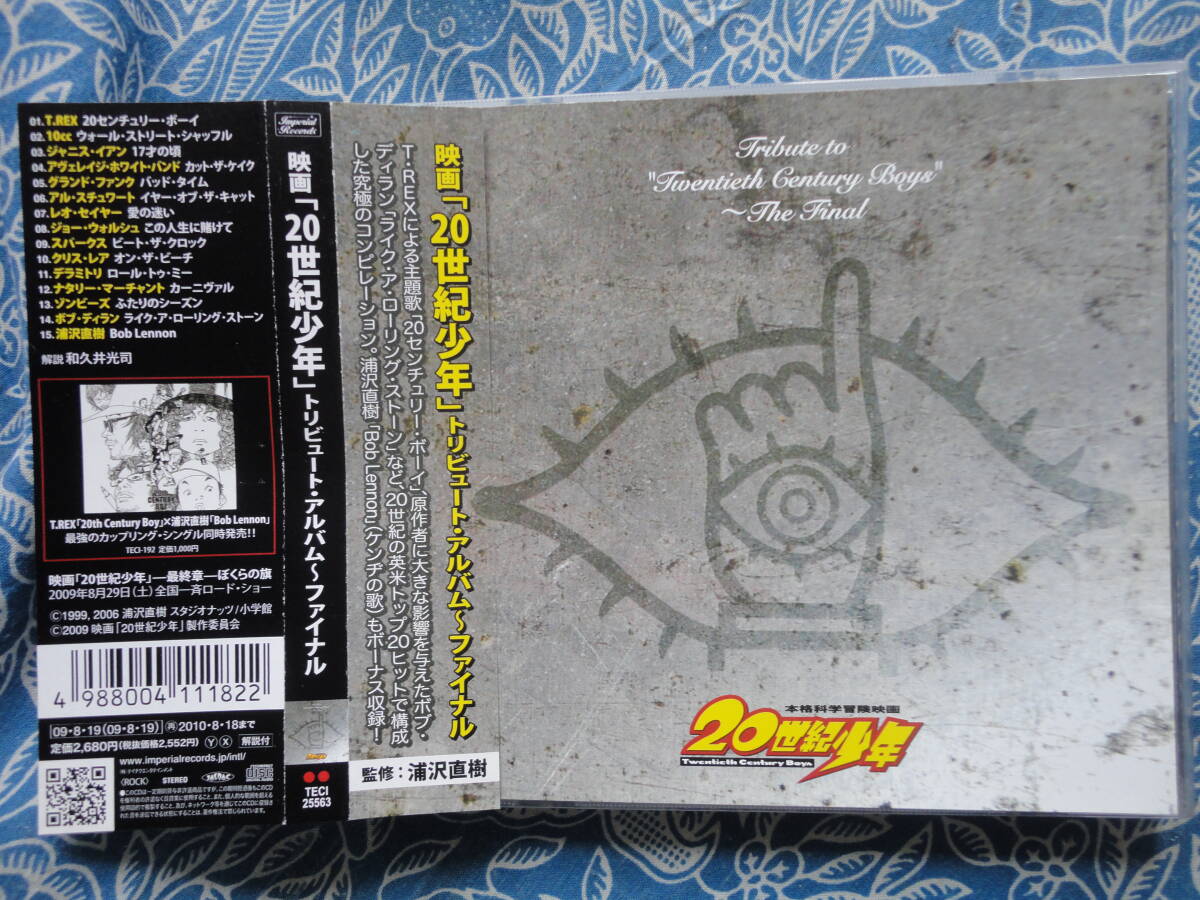 01.T.REX 20センチュリー・ボーイ
02.10cc ウォール・ストリート・シャッフル
03.ジャニス・イアン 17才の頃
04.アヴェレイジ・ホワイト・バンド カット・ザ・ケイク
05.グランド・ファンク バッド・タイム
06.アル・スチュワート イヤー・オブ・ザ・キャット
07.レオ・セイヤー 愛の迷い
08.ジョー・ウォルシュ この人生に賭けて
09.スパークス ビート・ザ・クロック
10.クリス・レア オン・ザ・ビーチ
11.デラミトリ ロール・トゥ・ミー
12.ナタリー・マーチャント カーニヴァル
13.ゾンビーズ ふたりのシーズン
14.ボブ・ディラン ライク・ア・ローリング・ストーン
15.浦沢直樹 Bob Lennon
解説 和久井光司
T.REX「20th Century Boy」×浦沢直樹「Bob Lennon」
最強のカップリング・シングル同時発売!!
TECI-192 定価1,000円
映画「20世紀少年」―最終章―ぼくらの旗
2009年8月29日(土)全国一斉ロード・ショー
©1999, 2006 浦沢直樹 スタジオナッツ/小学館
©2009 映画「20世紀少年」製作委員会
4 988004 111822
[09・8・19(09・8・19)] 再 2010・8・18まで
定価2,680円(税抜価格2,552円) Y X 解説付
www.imperialrecords.jp/intl/
(株)テイチクエンタテインメント
(ROCK) STEREO
Imperial Records
映画「20世紀少年」トリビュート・アルバム～ファイナル
TECI
25563
映画「20世紀少年」トリビュート・アルバム～ファイナル
T・REXによる主題歌「20センチュリー・ボーイ」、原作者に大きな影響を与えたボブ・
ディラン「ライク・ア・ローリング・ストーン」など、20世紀の英米トップ20ヒットで構成
した究極のコンピレーション。浦沢直樹「Bob Lennon」(ケンヂの歌)もボーナス収録!
監修:浦沢直樹
Tribute to
"Twentieth Century Boys"
～The Final
本格科学冒険映画
20世紀少年
Twentieth Century Boys